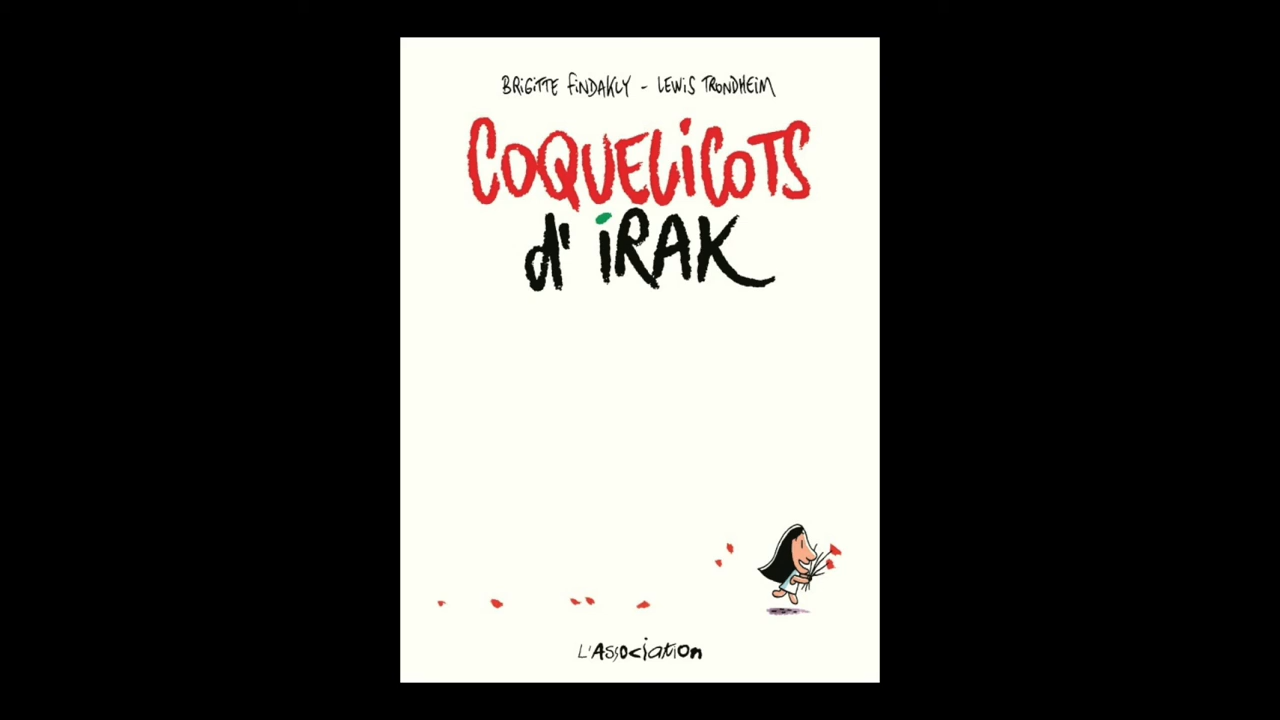 BRiGiTTE FiNDAKLY - LEWiS TRONDHEiM
COQUELiCOTS
d' iRAK
L'Association